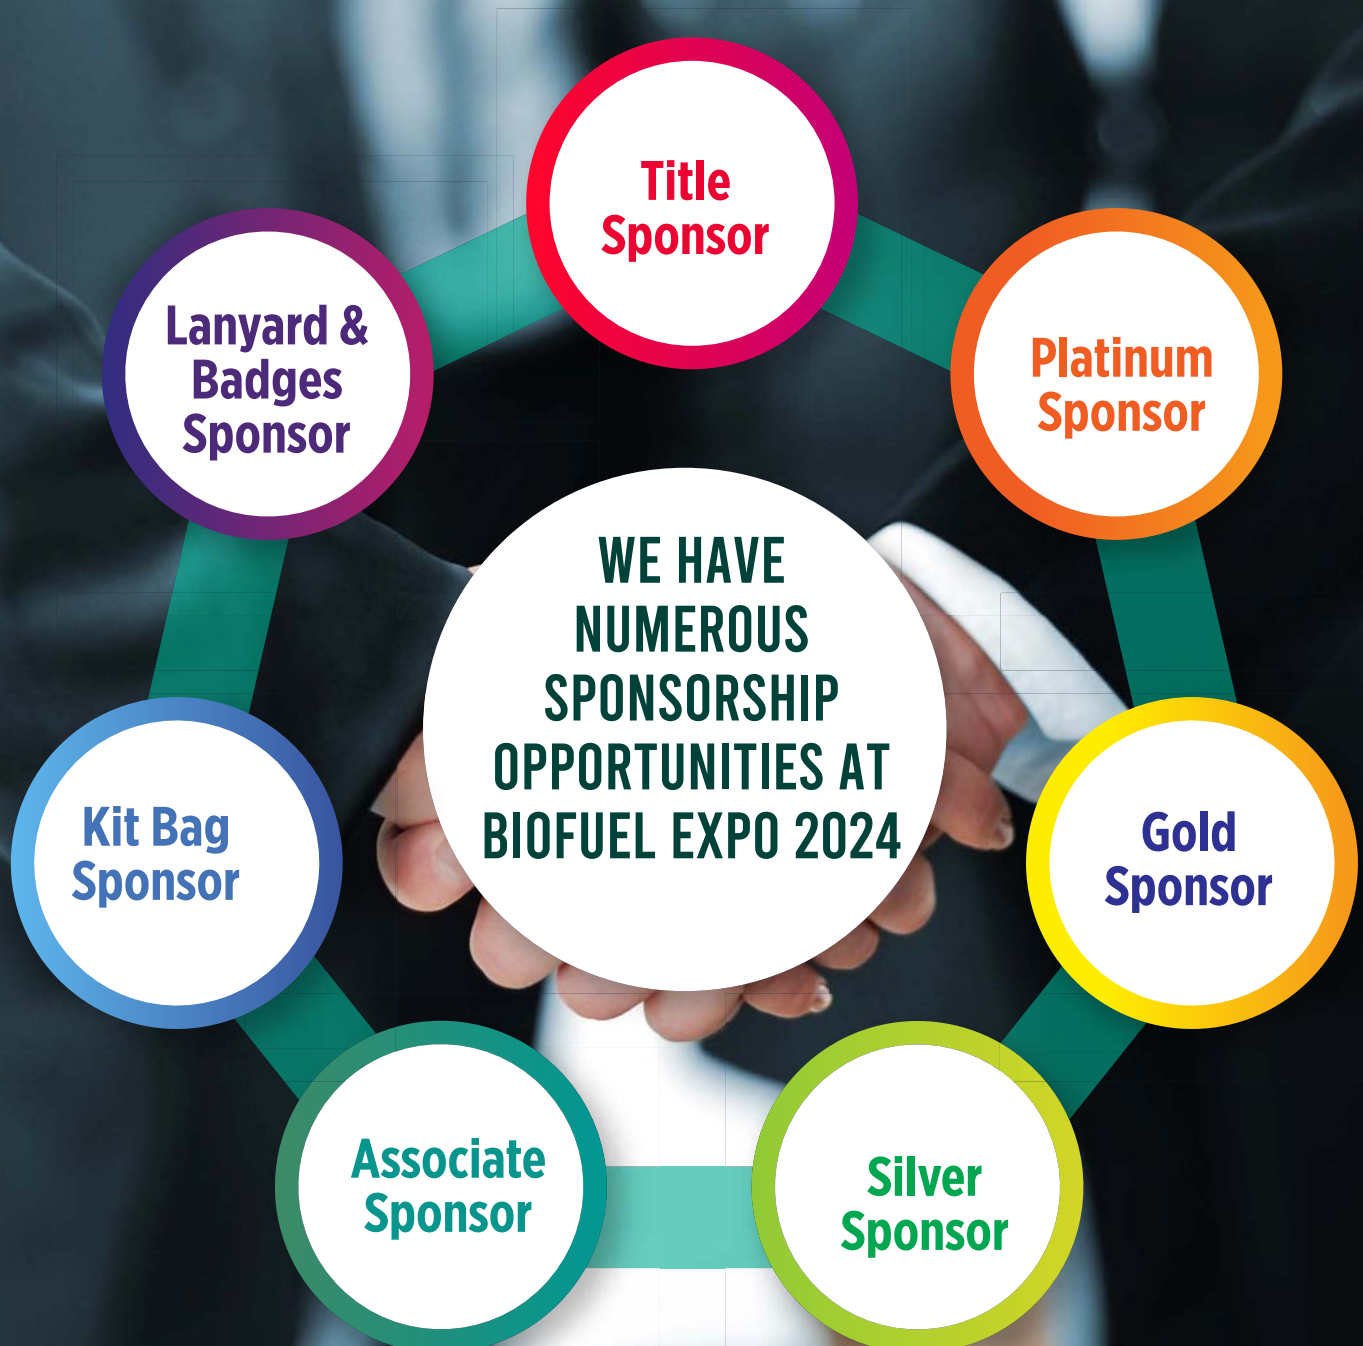 Title
Sponsor
Platinum
Sponsor
Gold
Sponsor
Silver
Sponsor
Associate
Sponsor
Kit Bag
Sponsor
Lanyard &
Badges
Sponsor
WE HAVE
NUMEROUS
SPONSORSHIP
OPPORTUNITIES AT
BIOFUEL EXPO 2024